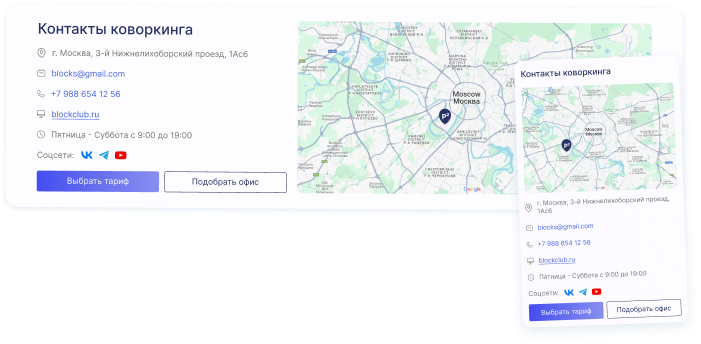 Контакты коворкинга
г. Москва, 3-й Нижнелихоборский проезд, 1Ас6
blocks@gmail.com
+7 988 654 12 56
blockclub.ru
Пятница - Суббота с 9:00 до 19:00
Соцсети:
Выбрать тариф
Подобрать офис
Moscow
Москва
Google
Контакты коворкинга
Moscow
Москва
г. Москва, 3-й Нижнелихоборский проезд,
1Ас6
blocks@gmail.com
+7 988 654 12 56
blockclub.ru
Пятница - Суббота с 9:00 до 19:00
Соцсети:
Выбрать тариф
Подобрать офис